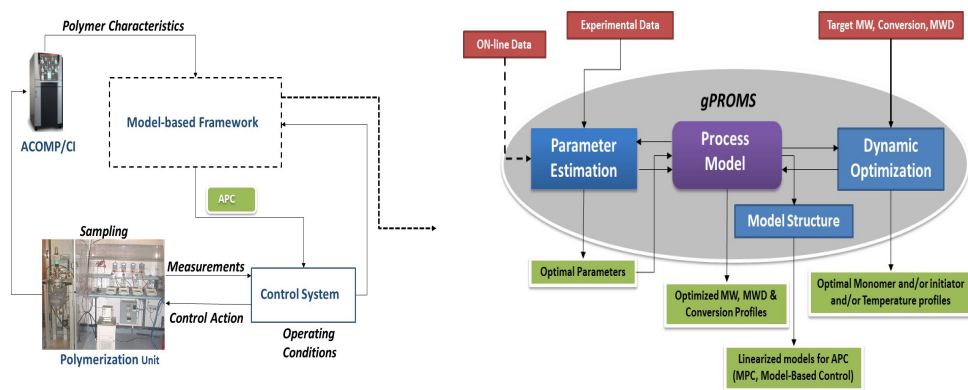 Polymer Characteristics
ACOMP/CI
Model-based Framework
APC
Sampling
Measurements
Control Action
Control System
Operating
Conditions
Polymerization Unit
ON-line Data
Experimental Data
Target MW, Conversion, MWD
gPROMS
Parameter
Estimation
Process
Model
Dynamic
Optimization
Model Structure
Optimal Parameters
Optimized MW, MWD &
Conversion Profiles
Optimal Monomer and/or initiator
and/or Temperature profiles
Linearized models for APC
(MPC, Model-Based Control)